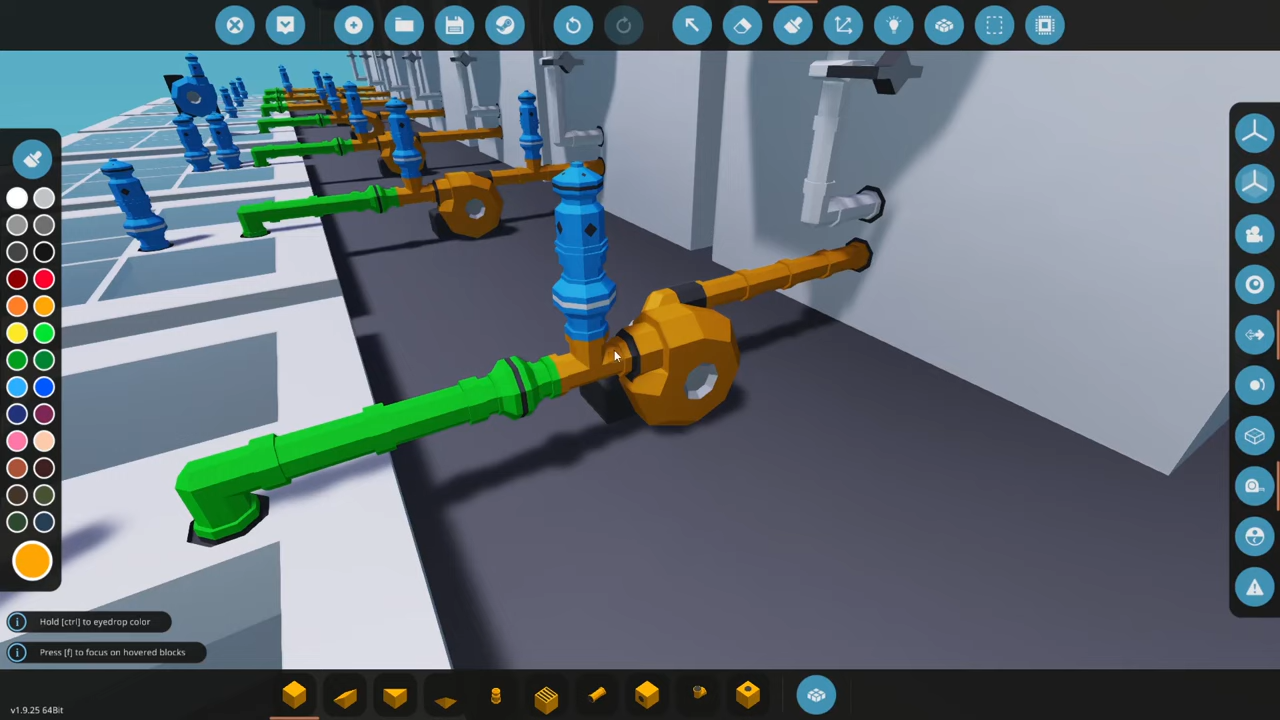 Hold [ctrl] to eyedrop color
Press [f] to focus on hovered blocks
v1.9.25 64Bit